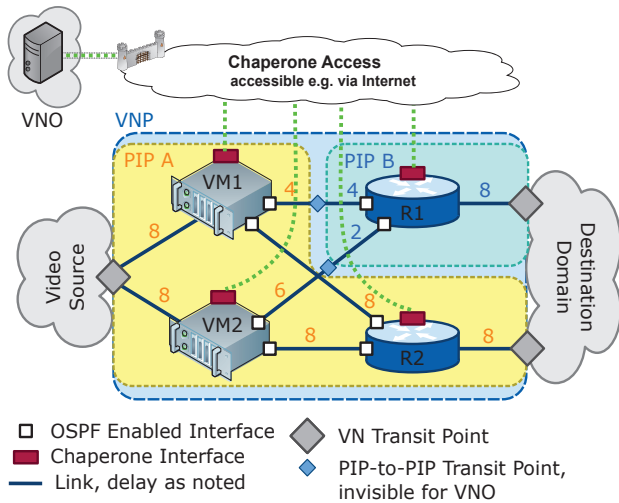 Chaperone Access
accessible e.g. via Internet
VNO
VNP
PIP A
PIP B
VM1
4
4
R1
8
8
2
Video
Source
Destination
Domain
8
6
8
VM2
8
R2
8
OSPF Enabled Interface
Chaperone Interface
Link, delay as noted
VN Transit Point
PIP-to-PIP Transit Point,
invisible for VNO